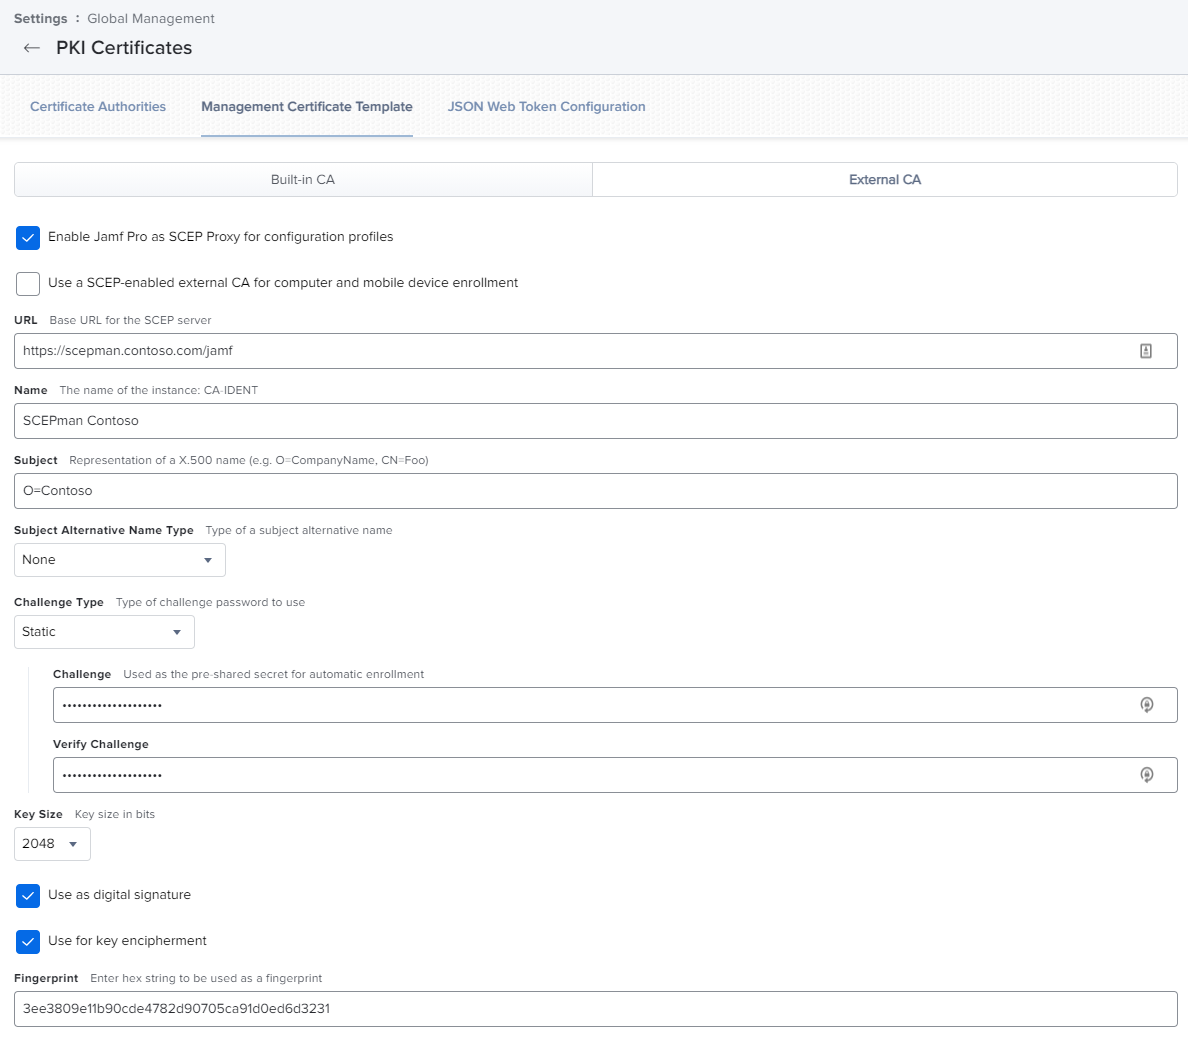 Settings : Global Management
← PKI Certificates
Certificate Authorities Management Certificate Template JSON Web Token Configuration
Built-in CA External CA
Enable Jamf Pro as SCEP Proxy for configuration profiles
Use a SCEP-enabled external CA for computer and mobile device enrollment
URL Base URL for the SCEP server
https://scepman.contoso.com/jamf
Name The name of the instance: CA-IDENT
SCEPman Contoso
Subject Representation of a X.500 name (e.g. O=CompanyName, CN=Foo)
O=Contoso
Subject Alternative Name Type Type of a subject alternative name
None
Challenge Type Type of challenge password to use
Static
Challenge Used as the pre-shared secret for automatic enrollment
••••••••••••••••••••
Verify Challenge
••••••••••••••••••••
Key Size Key size in bits
2048
Use as digital signature
Use for key encipherment
Fingerprint Enter hex string to be used as a fingerprint
3ee3809e11b90cde4782d90705ca91d0ed6d3231